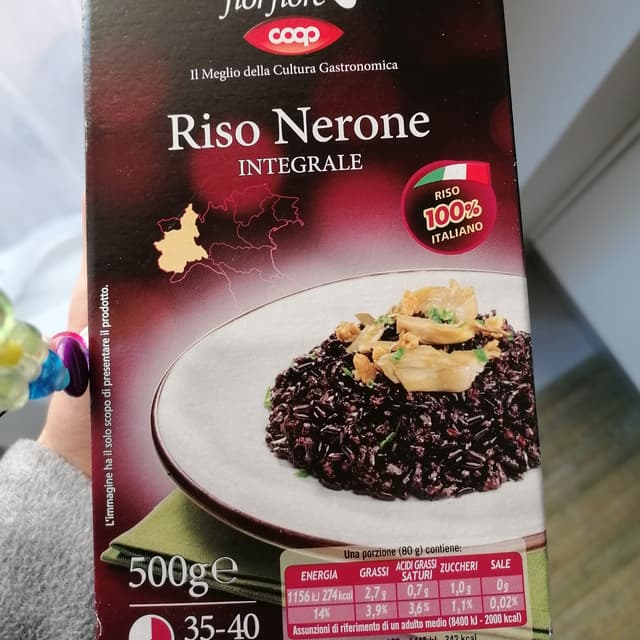 fiorfiore
coop
Il Meglio della Cultura Gastronomica
Riso Nerone
INTEGRALE
RISO
100%
ITALIANO
L'immagine ha il solo scopo di presentare il prodotto.
500g℮
35-40
Una porzione (80 g) contiene:
ENERGIA GRASSI ACIDI GRASSI SATURI ZUCCHERI SALE
1156 kJ 274 kcal 2,7 g 0,7 g 1,0 g 0g
14% 3,9% 3,6% 1,1% 0,02%
Assunzioni di riferimento di un adulto medio (8400 kJ - 2000 kcal)